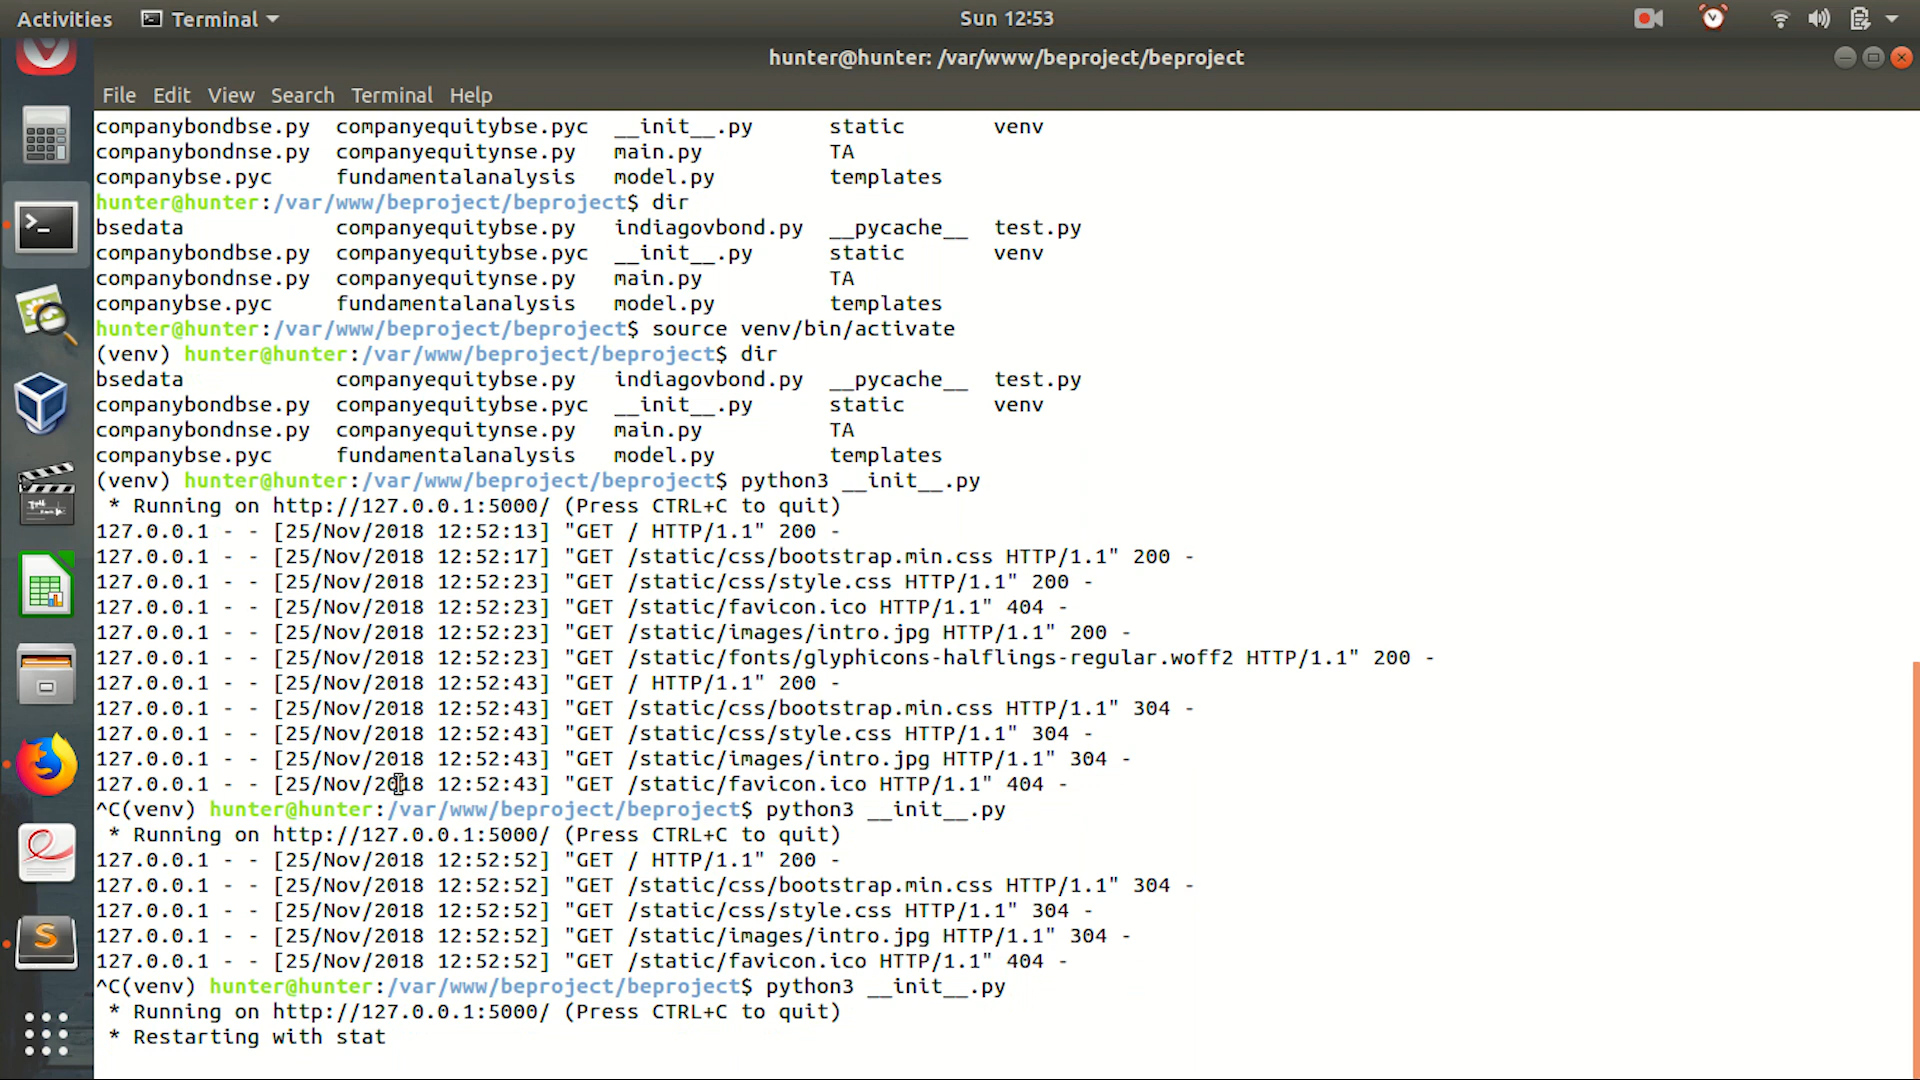 Activities Terminal Sun 12:53
hunter@hunter: /var/www/beproject/beproject
File Edit View Search Terminal Help
companybondbse.py companyequitybse.pyc __init__.py static venv
companybondnse.py companyequitynse.py main.py TA
companybse.pyc fundamentalanalysis model.py templates
hunter@hunter:/var/www/beproject/beproject$ dir
bsedata companyequitybse.py indiagovbond.py __pycache__ test.py
companybondbse.py companyequitybse.pyc __init__.py static venv
companybondnse.py companyequitynse.py main.py TA
companybse.pyc fundamentalanalysis model.py templates
hunter@hunter:/var/www/beproject/beproject$ source venv/bin/activate
(venv) hunter@hunter:/var/www/beproject/beproject$ dir
bsedata companyequitybse.py indiagovbond.py __pycache__ test.py
companybondbse.py companyequitybse.pyc __init__.py static venv
companybondnse.py companyequitynse.py main.py TA
companybse.pyc fundamentalanalysis model.py templates
(venv) hunter@hunter:/var/www/beproject/beproject$ python3 __init__.py
* Running on http://127.0.0.1:5000/ (Press CTRL+C to quit)
127.0.0.1 - - [25/Nov/2018 12:52:13] "GET / HTTP/1.1" 200 -
127.0.0.1 - - [25/Nov/2018 12:52:17] "GET /static/css/bootstrap.min.css HTTP/1.1" 200 -
127.0.0.1 - - [25/Nov/2018 12:52:23] "GET /static/css/style.css HTTP/1.1" 200 -
127.0.0.1 - - [25/Nov/2018 12:52:23] "GET /static/favicon.ico HTTP/1.1" 404 -
127.0.0.1 - - [25/Nov/2018 12:52:23] "GET /static/images/intro.jpg HTTP/1.1" 200 -
127.0.0.1 - - [25/Nov/2018 12:52:23] "GET /static/fonts/glyphicons-halflings-regular.woff2 HTTP/1.1" 200 -
127.0.0.1 - - [25/Nov/2018 12:52:43] "GET / HTTP/1.1" 200 -
127.0.0.1 - - [25/Nov/2018 12:52:43] "GET /static/css/bootstrap.min.css HTTP/1.1" 304 -
127.0.0.1 - - [25/Nov/2018 12:52:43] "GET /static/css/style.css HTTP/1.1" 304 -
127.0.0.1 - - [25/Nov/2018 12:52:43] "GET /static/images/intro.jpg HTTP/1.1" 304 -
127.0.0.1 - - [25/Nov/2018 12:52:43] "GET /static/favicon.ico HTTP/1.1" 404 -
^C(venv) hunter@hunter:/var/www/beproject/beproject$ python3 __init__.py
* Running on http://127.0.0.1:5000/ (Press CTRL+C to quit)
127.0.0.1 - - [25/Nov/2018 12:52:52] "GET / HTTP/1.1" 200 -
127.0.0.1 - - [25/Nov/2018 12:52:52] "GET /static/css/bootstrap.min.css HTTP/1.1" 304 -
127.0.0.1 - - [25/Nov/2018 12:52:52] "GET /static/css/style.css HTTP/1.1" 304 -
127.0.0.1 - - [25/Nov/2018 12:52:52] "GET /static/images/intro.jpg HTTP/1.1" 304 -
127.0.0.1 - - [25/Nov/2018 12:52:52] "GET /static/favicon.ico HTTP/1.1" 404 -
^C(venv) hunter@hunter:/var/www/beproject/beproject$ python3 __init__.py
* Running on http://127.0.0.1:5000/ (Press CTRL+C to quit)
* Restarting with stat